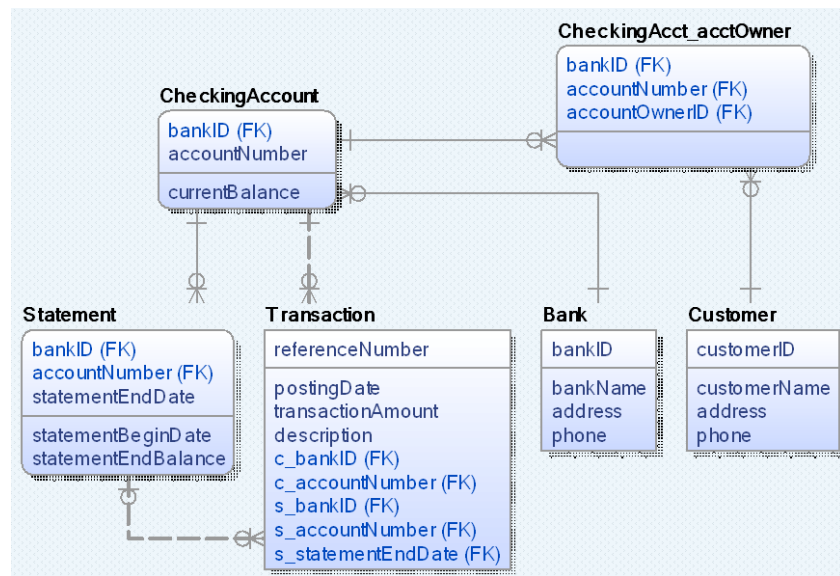 CheckingAcct_acctOwner
bankID (FK)
accountNumber (FK)
accountOwnerID (FK)
CheckingAccount
bankID (FK)
accountNumber
currentBalance
Statement
bankID (FK)
accountNumber (FK)
statementEndDate
statementBeginDate
statementEndBalance
Transaction
referenceNumber
postingDate
transactionAmount
description
c_bankID (FK)
c_accountNumber (FK)
s_bankID (FK)
s_accountNumber (FK)
s_statementEndDate (FK)
Bank
bankID
bankName
address
phone
Customer
customerID
customerName
address
phone